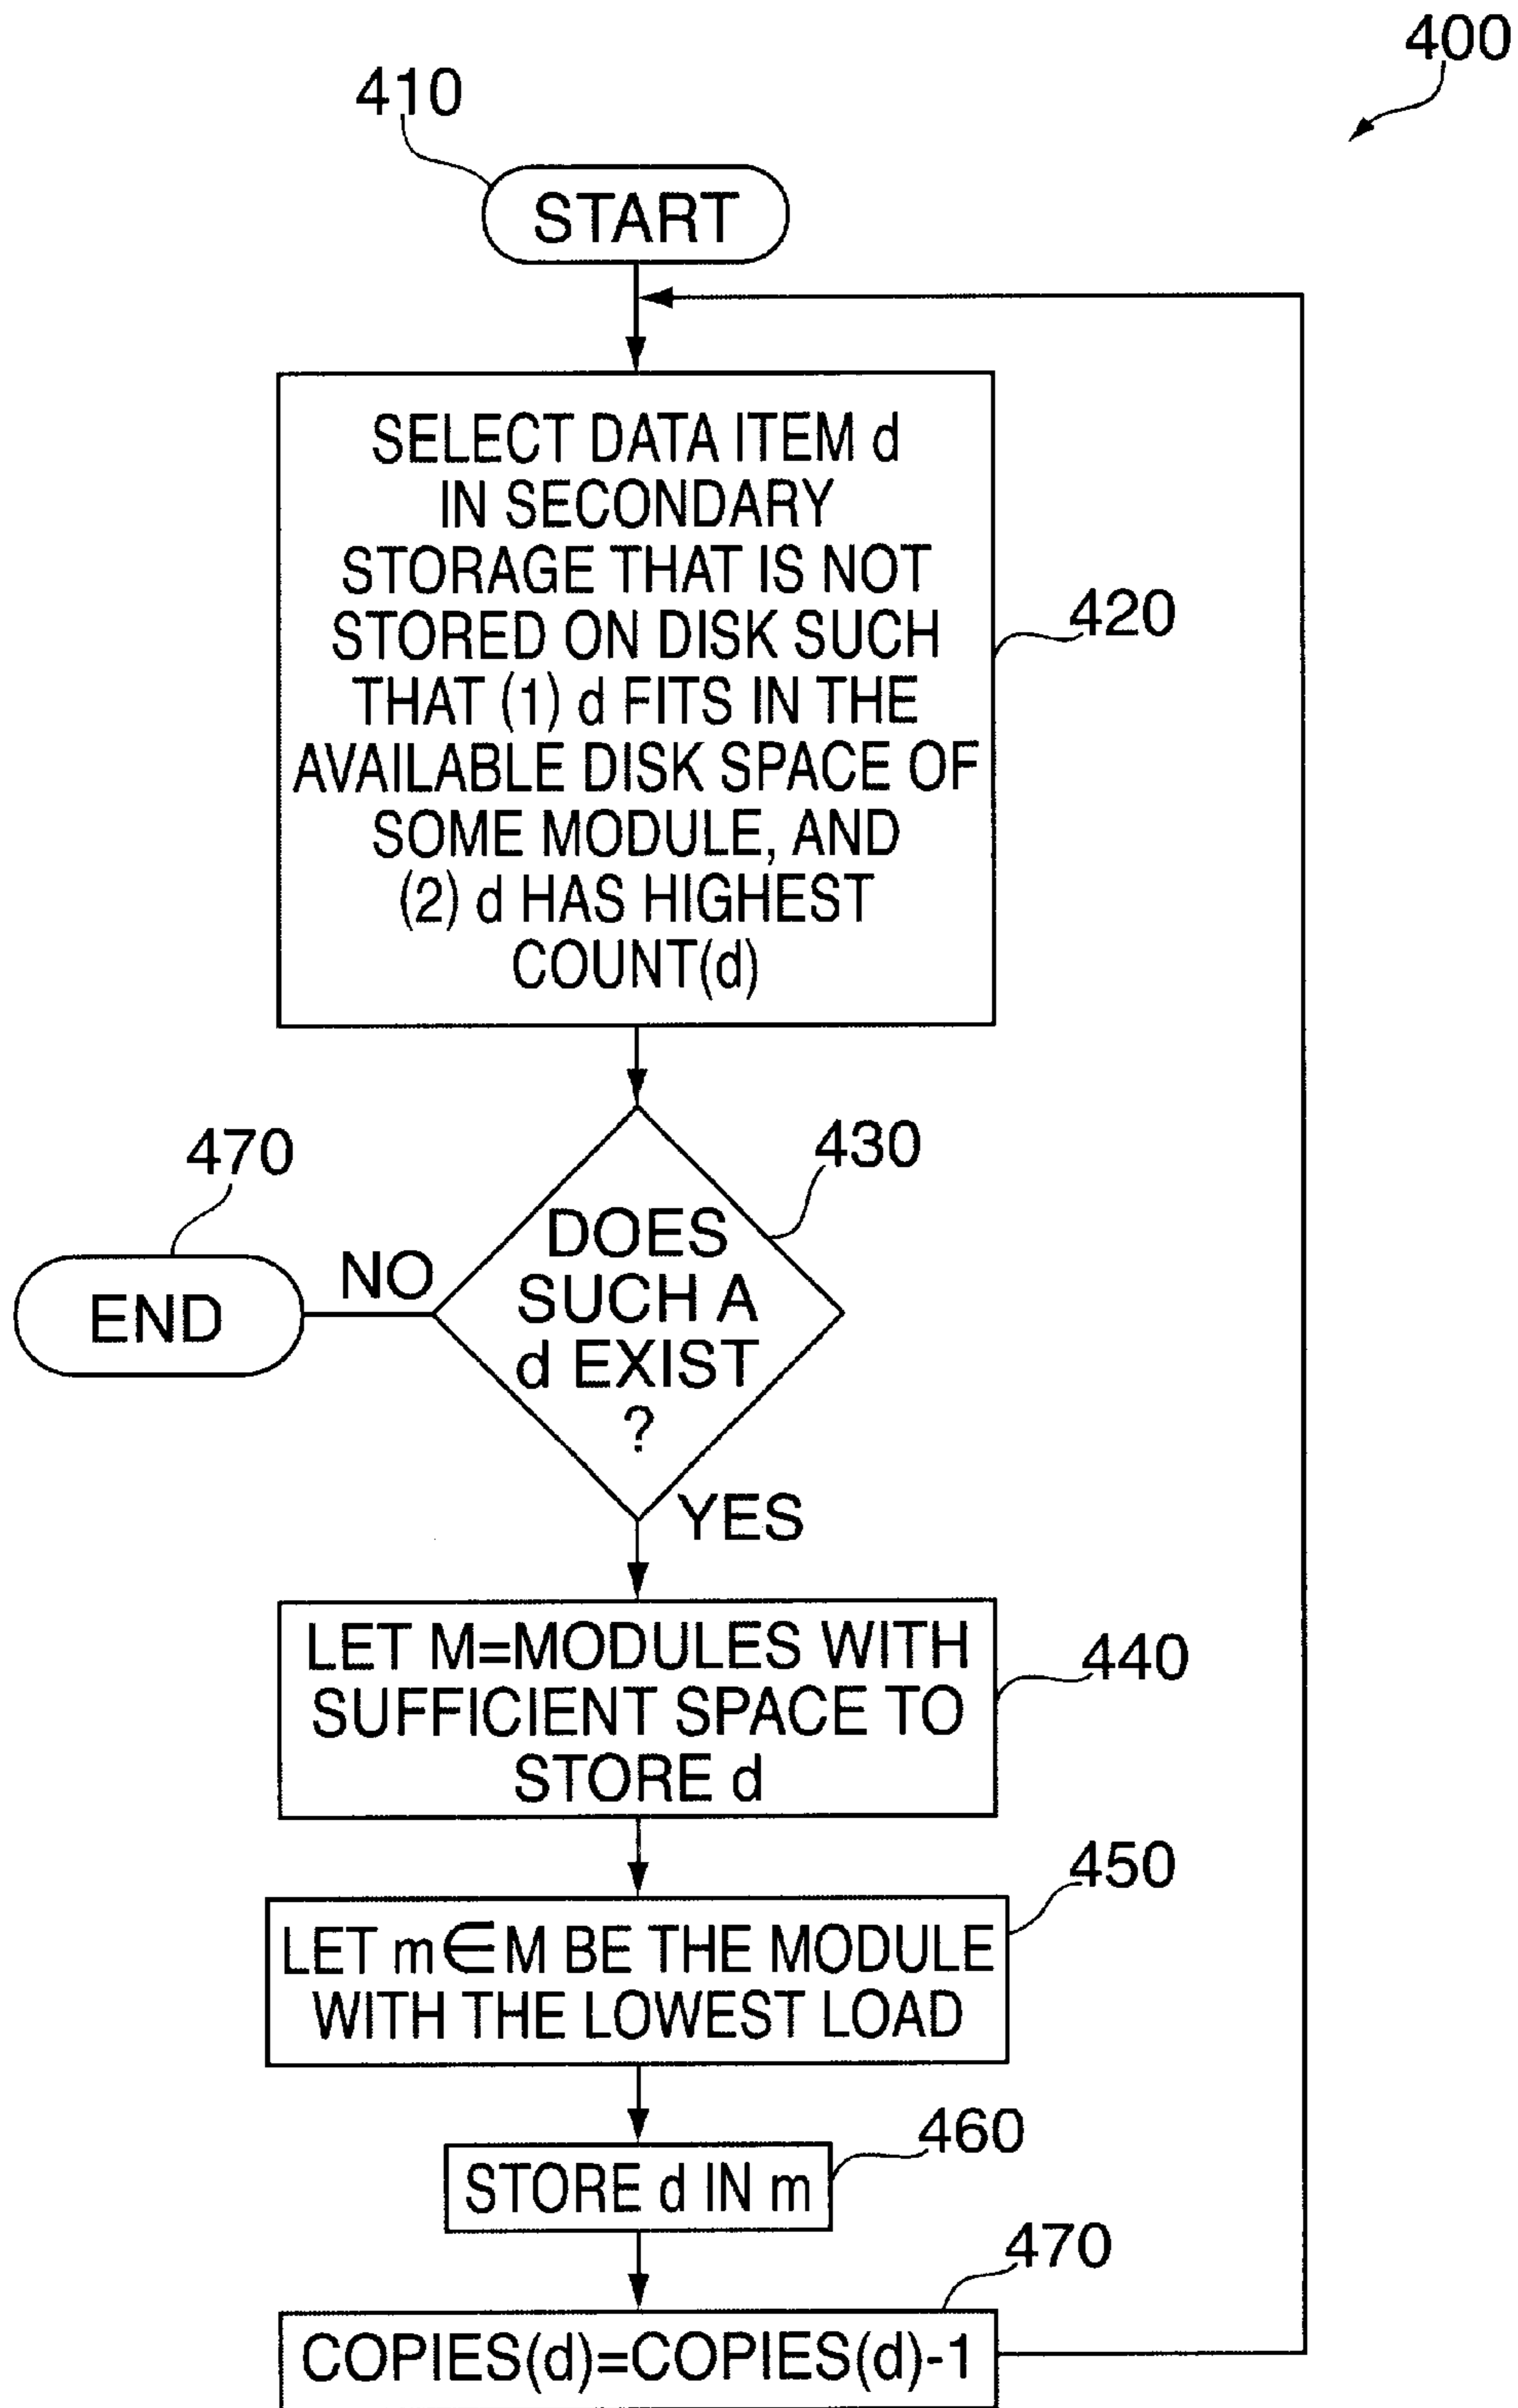 400
410
START
SELECT DATA ITEM d
IN SECONDARY
STORAGE THAT IS NOT
STORED ON DISK SUCH
THAT (1) d FITS IN THE
AVAILABLE DISK SPACE OF
SOME MODULE, AND
(2) d HAS HIGHEST
COUNT(d)
420
430
DOES
SUCH A
d EXIST
?
470
END
NO
YES
LET M=MODULES WITH
SUFFICIENT SPACE TO
STORE d
440
450
LET m∈M BE THE MODULE
WITH THE LOWEST LOAD
460
STORE d IN m
470
COPIES(d)=COPIES(d)-1